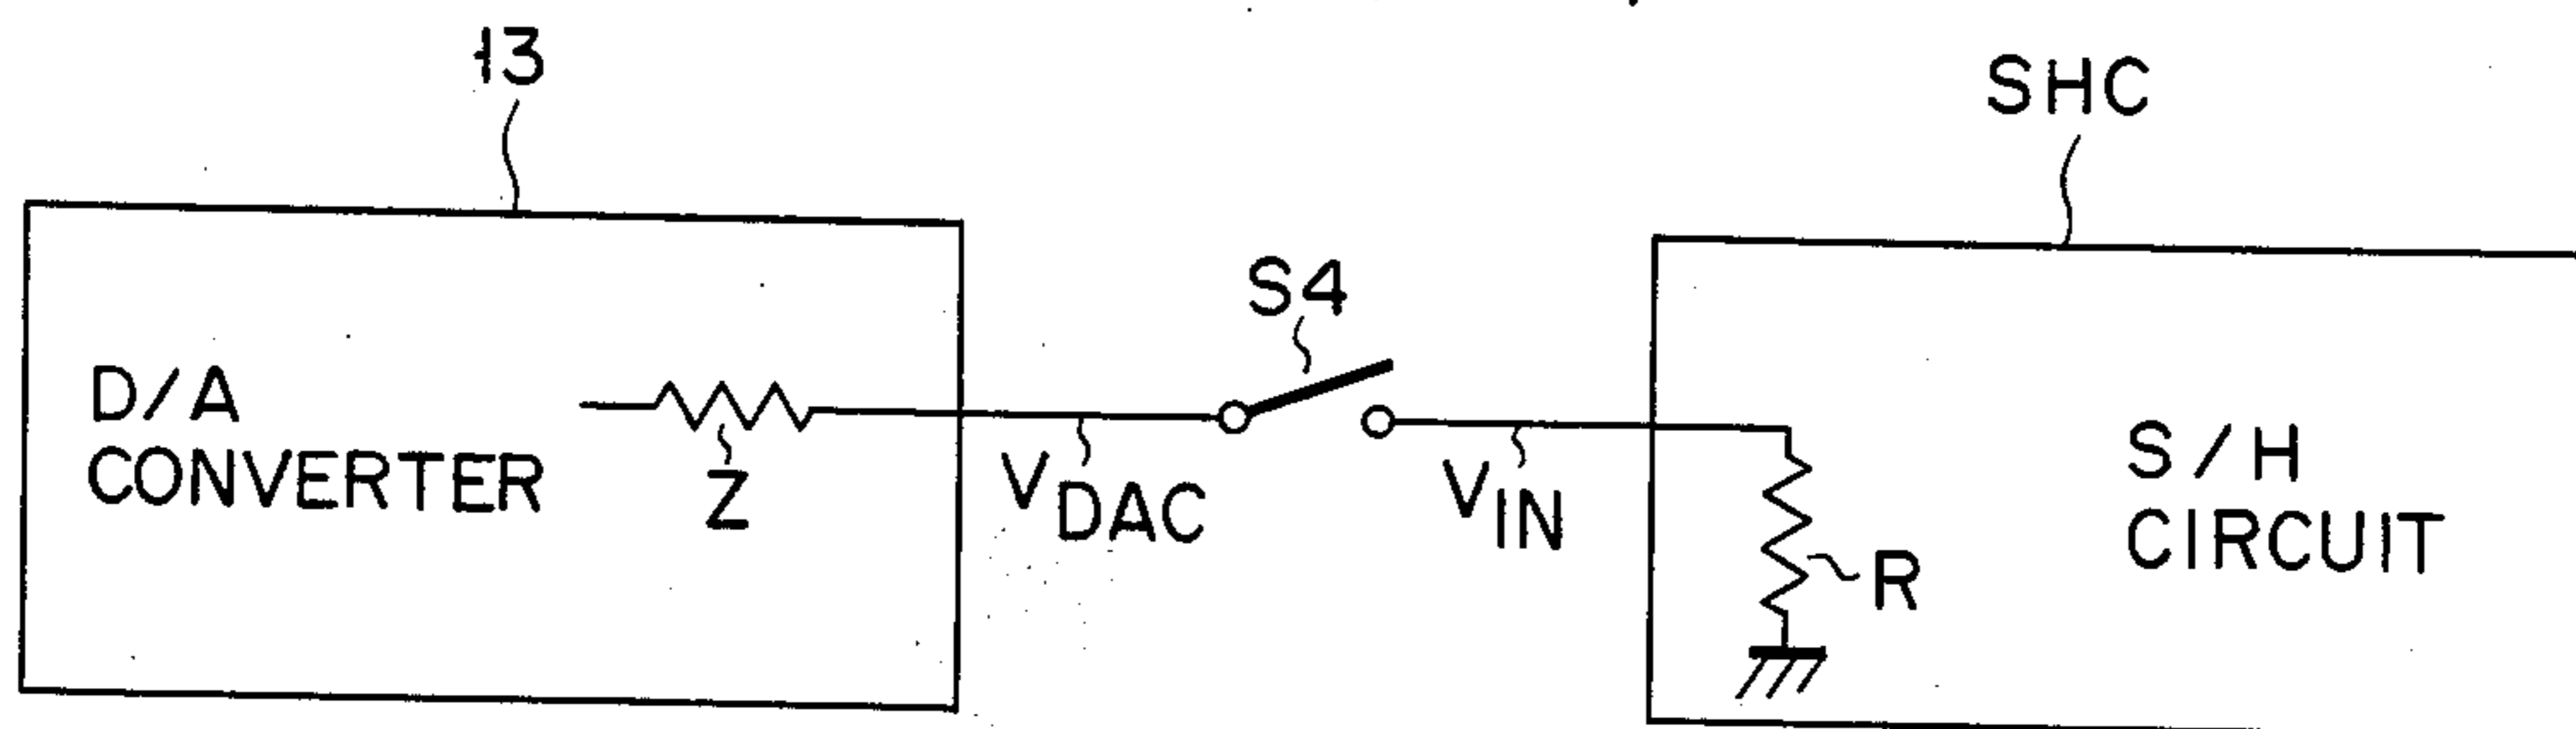 13
SHC
S4
D/A
CONVERTER
Z
VDAC
VIN
R
S/H
CIRCUIT